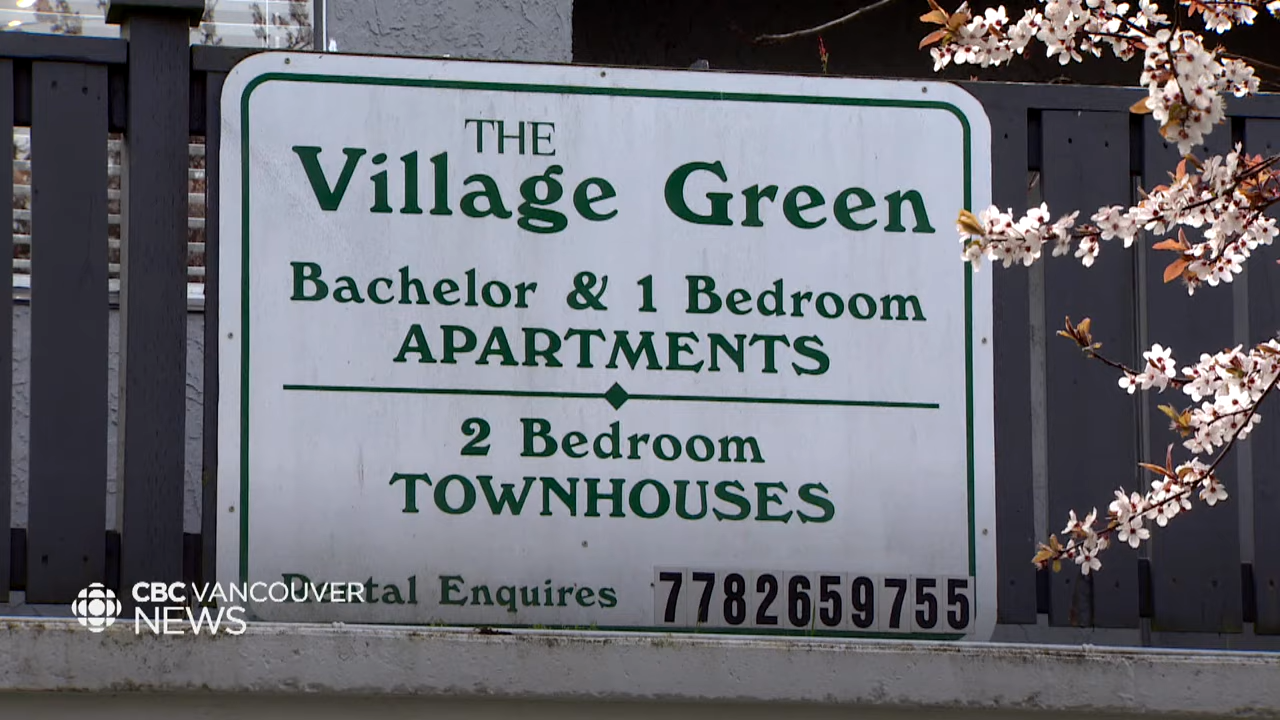 THE
Village Green
Bachelor & 1 Bedroom
APARTMENTS
2 Bedroom
TOWNHOUSES
Enquires 7782659755
CBC VANCOUVER
NEWS